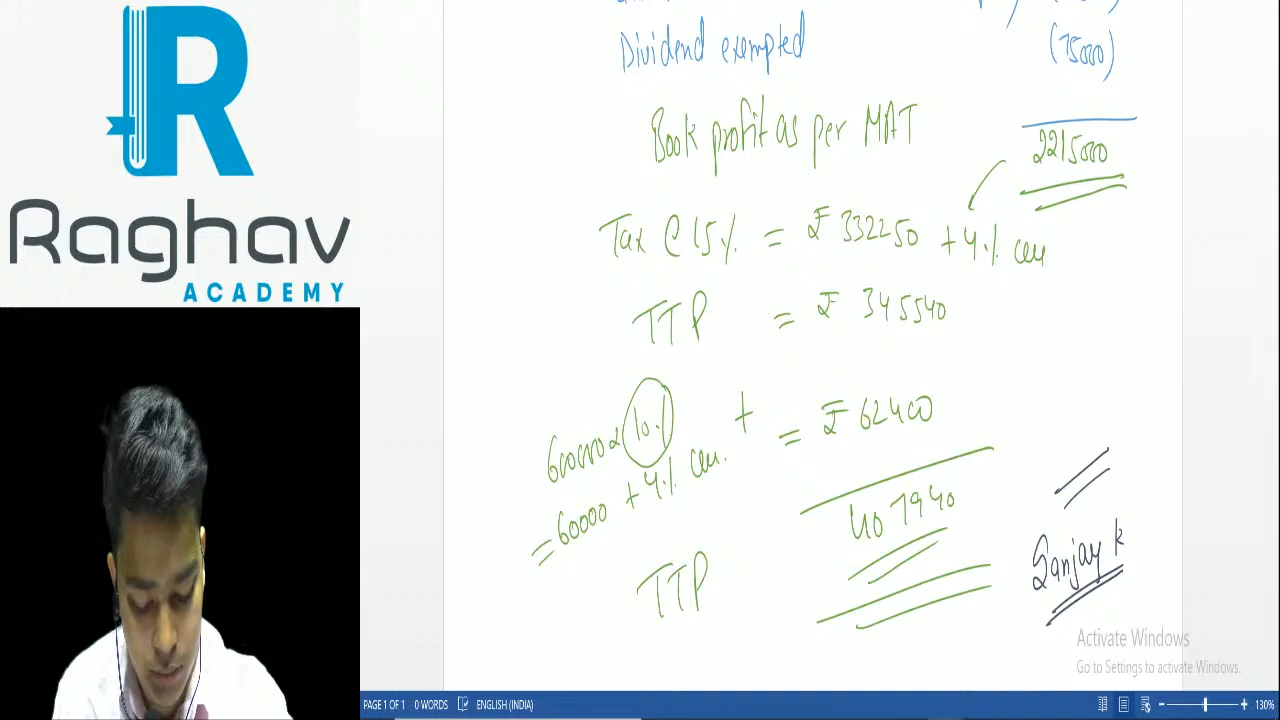 Dividend exempted (75000)
Book profit as per MAT 2215000
Tax @ 15% = ₹ 332250 + 4% cess
TTP = ₹ 345540
600000 x 10% + = ₹ 62400
= 60000 + 4% cess.
407940
TTP
Sanjay k
Raghav
ACADEMY
Activate Windows
Go to Settings to activate Windows.
PAGE 1 OF 1 0 WORDS ENGLISH (INDIA) 130%